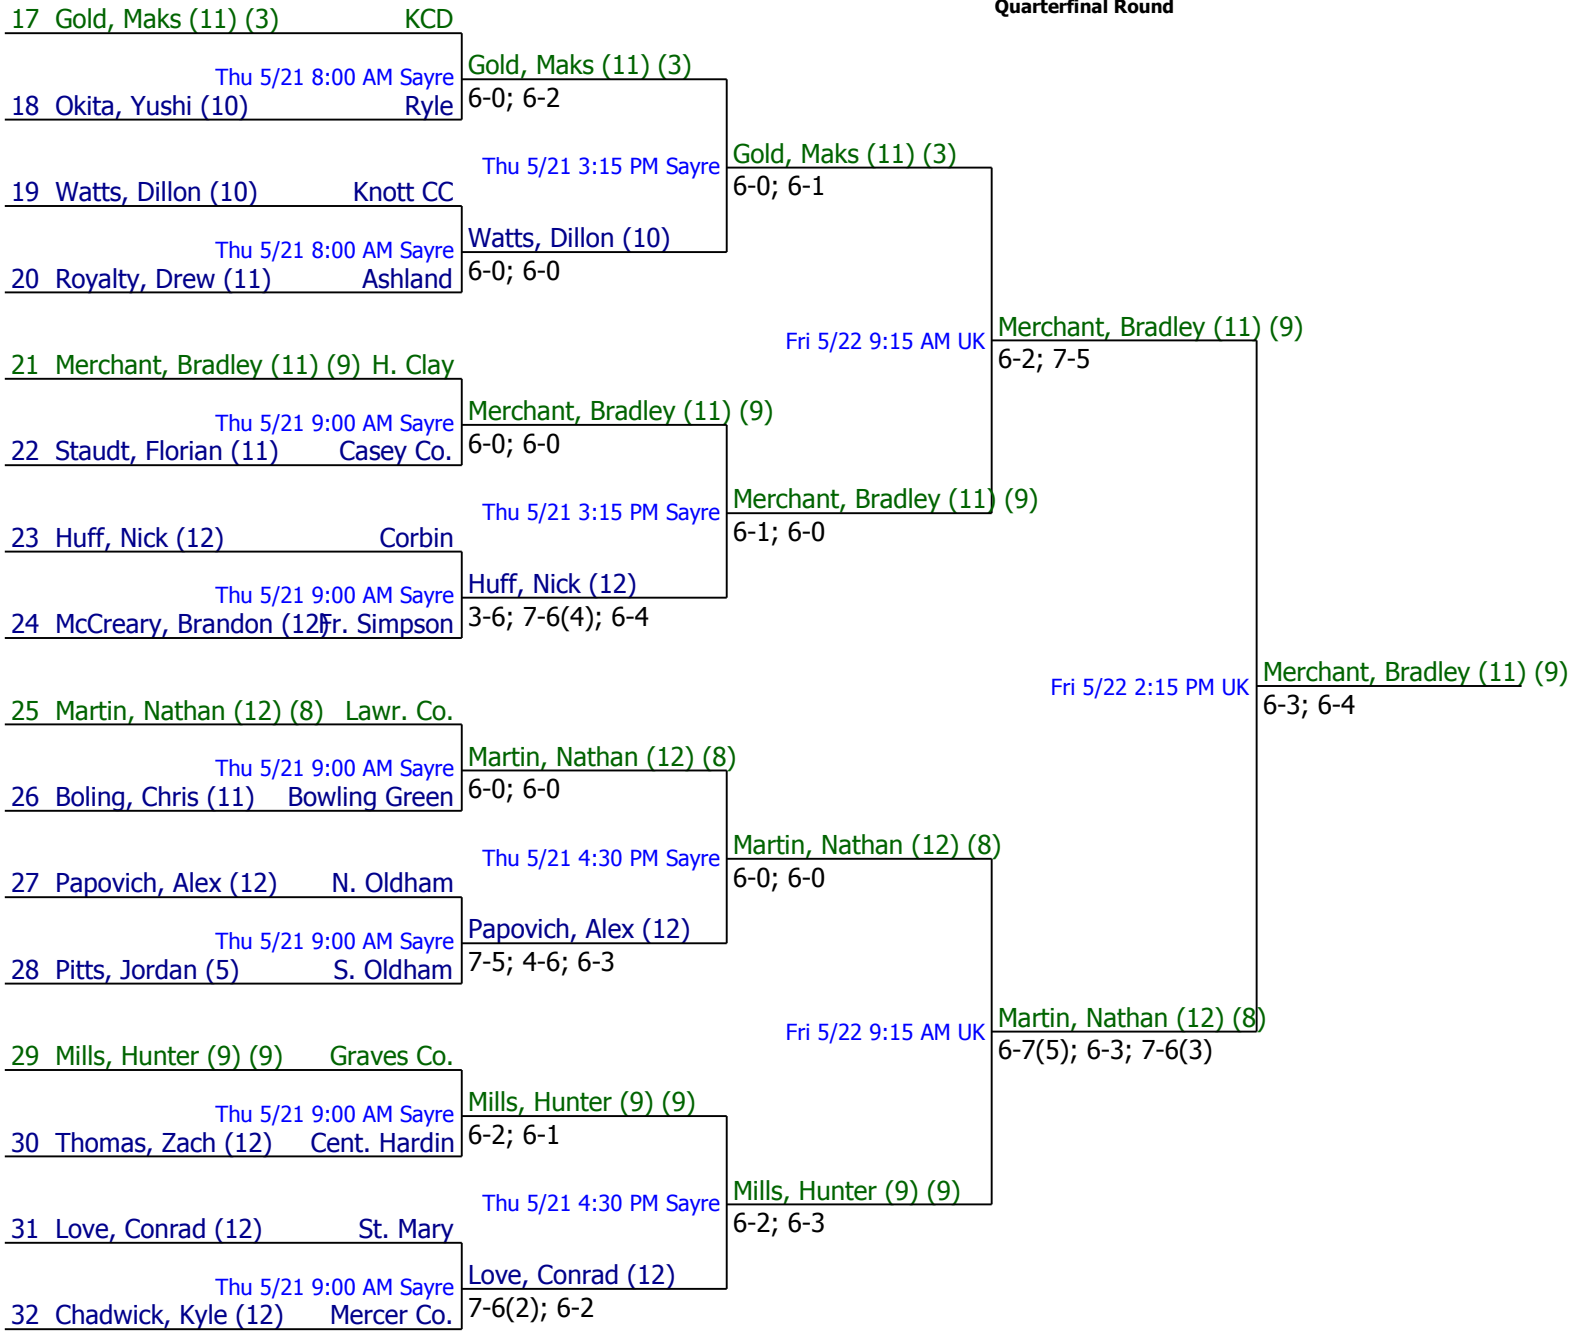 Quarterfinal Round
17 Gold, Maks (11) (3) KCD
Gold, Maks (11) (3)
Thu 5/21 8:00 AM Sayre
6-0; 6-2
18 Okita, Yushi (10) Ryle
Gold, Maks (11) (3)
Thu 5/21 3:15 PM Sayre
6-0; 6-1
19 Watts, Dillon (10) Knott CC
Watts, Dillon (10)
Thu 5/21 8:00 AM Sayre
6-0; 6-0
20 Royalty, Drew (11) Ashland
Merchant, Bradley (11) (9)
Fri 5/22 9:15 AM UK
6-2; 7-5
21 Merchant, Bradley (11) (9) H. Clay
Merchant, Bradley (11) (9)
Thu 5/21 9:00 AM Sayre
6-0; 6-0
22 Staudt, Florian (11) Casey Co.
Merchant, Bradley (11) (9)
Thu 5/21 3:15 PM Sayre
6-1; 6-0
23 Huff, Nick (12) Corbin
Huff, Nick (12)
Thu 5/21 9:00 AM Sayre
3-6; 7-6(4); 6-4
24 McCreary, Brandon (12) Fr. Simpson
Merchant, Bradley (11) (9)
Fri 5/22 2:15 PM UK
6-3; 6-4
25 Martin, Nathan (12) (8) Lawr. Co.
Martin, Nathan (12) (8)
Thu 5/21 9:00 AM Sayre
6-0; 6-0
26 Boling, Chris (11) Bowling Green
Martin, Nathan (12) (8)
Thu 5/21 4:30 PM Sayre
6-0; 6-0
27 Papovich, Alex (12) N. Oldham
Papovich, Alex (12)
Thu 5/21 9:00 AM Sayre
7-5; 4-6; 6-3
28 Pitts, Jordan (5) S. Oldham
Martin, Nathan (12) (8)
Fri 5/22 9:15 AM UK
6-7(5); 6-3; 7-6(3)
29 Mills, Hunter (9) (9) Graves Co.
Mills, Hunter (9) (9)
Thu 5/21 9:00 AM Sayre
6-2; 6-1
30 Thomas, Zach (12) Cent. Hardin
Mills, Hunter (9) (9)
Thu 5/21 4:30 PM Sayre
6-2; 6-3
31 Love, Conrad (12) St. Mary
Love, Conrad (12)
Thu 5/21 9:00 AM Sayre
7-6(2); 6-2
32 Chadwick, Kyle (12) Mercer Co.